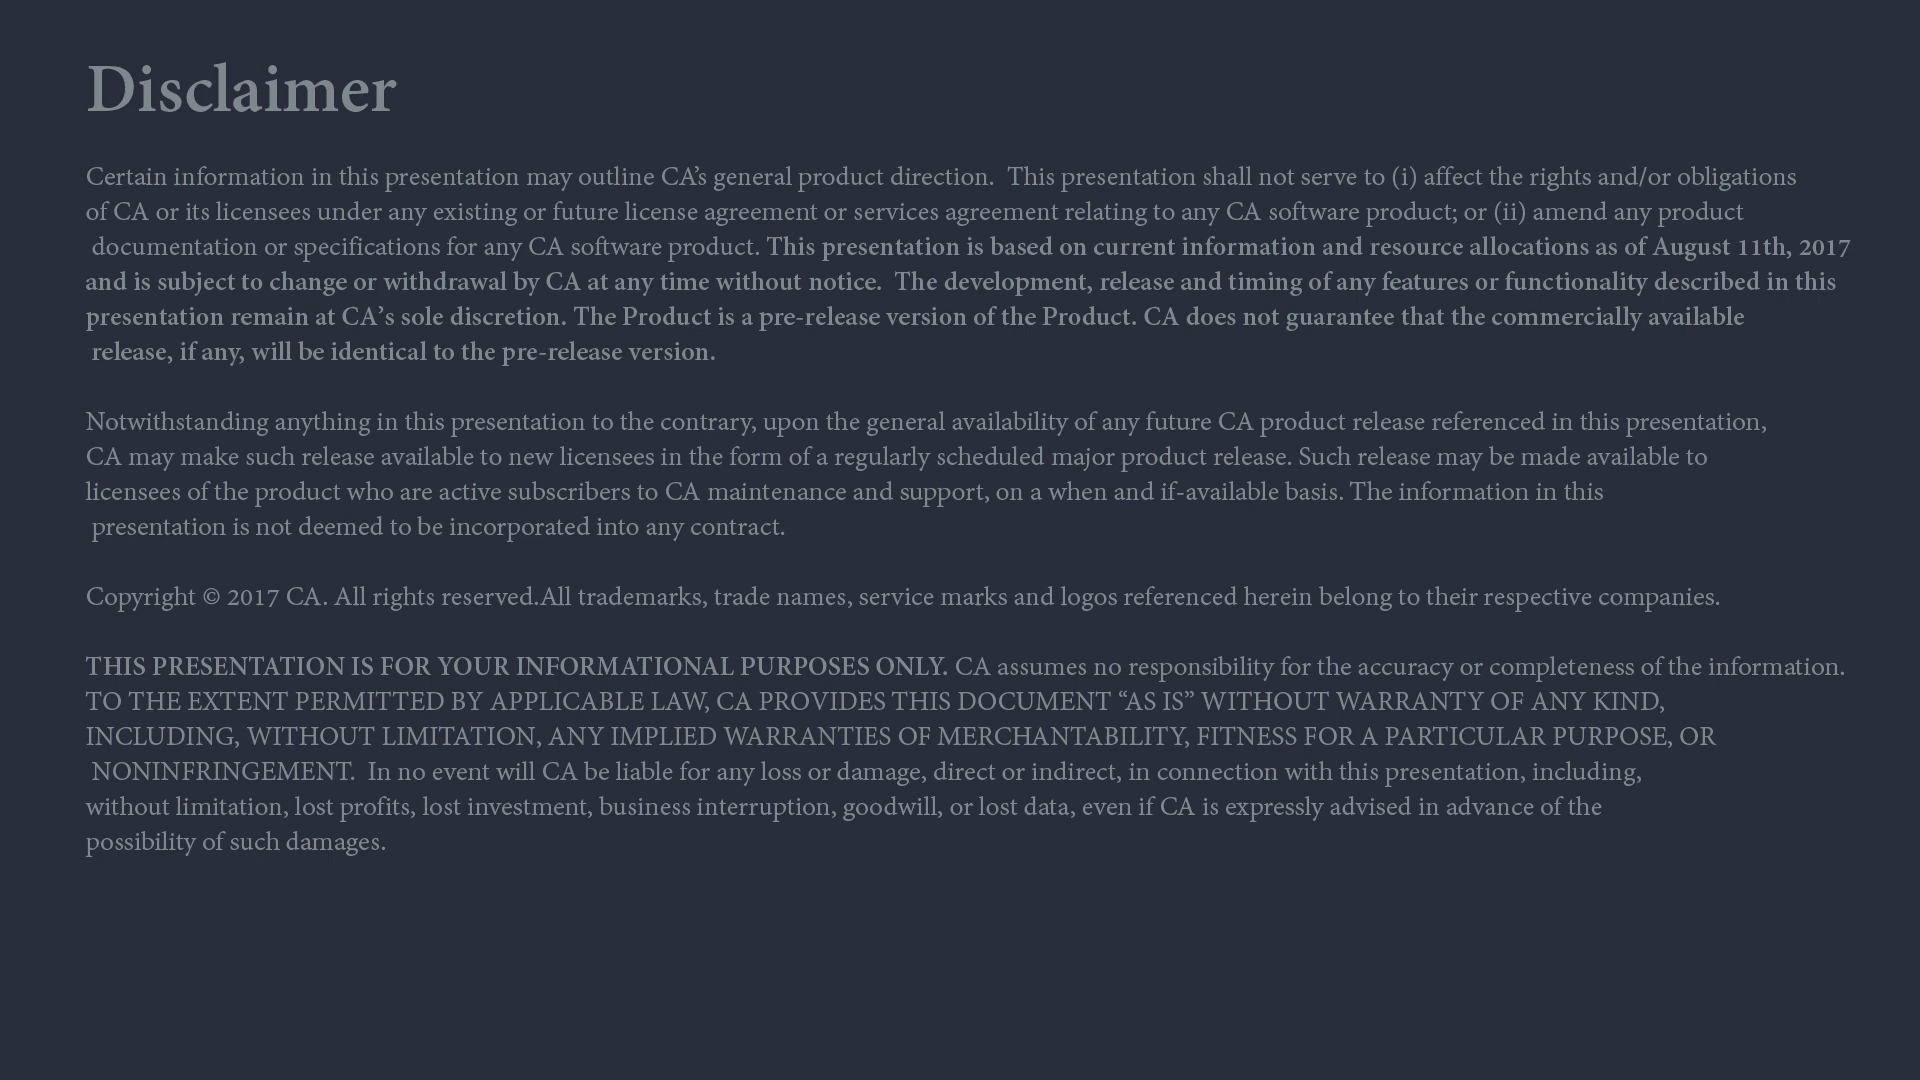 Disclaimer
Certain information in this presentation may outline CA’s general product direction.  This presentation shall not serve to (i) affect the rights and/or obligations
of CA or its licensees under any existing or future license agreement or services agreement relating to any CA software product; or (ii) amend any product
documentation or specifications for any CA software product. This presentation is based on current information and resource allocations as of August 11th, 2017
and is subject to change or withdrawal by CA at any time without notice.  The development, release and timing of any features or functionality described in this
presentation remain at CA’s sole discretion. The Product is a pre-release version of the Product. CA does not guarantee that the commercially available
release, if any, will be identical to the pre-release version.
Notwithstanding anything in this presentation to the contrary, upon the general availability of any future CA product release referenced in this presentation,
CA may make such release available to new licensees in the form of a regularly scheduled major product release. Such release may be made available to
licensees of the product who are active subscribers to CA maintenance and support, on a when and if-available basis. The information in this
presentation is not deemed to be incorporated into any contract.
Copyright © 2017 CA. All rights reserved.All trademarks, trade names, service marks and logos referenced herein belong to their respective companies.
THIS PRESENTATION IS FOR YOUR INFORMATIONAL PURPOSES ONLY. CA assumes no responsibility for the accuracy or completeness of the information.
TO THE EXTENT PERMITTED BY APPLICABLE LAW, CA PROVIDES THIS DOCUMENT “AS IS” WITHOUT WARRANTY OF ANY KIND,
INCLUDING, WITHOUT LIMITATION, ANY IMPLIED WARRANTIES OF MERCHANTABILITY, FITNESS FOR A PARTICULAR PURPOSE, OR
NONINFRINGEMENT.  In no event will CA be liable for any loss or damage, direct or indirect, in connection with this presentation, including,
without limitation, lost profits, lost investment, business interruption, goodwill, or lost data, even if CA is expressly advised in advance of the
possibility of such damages.